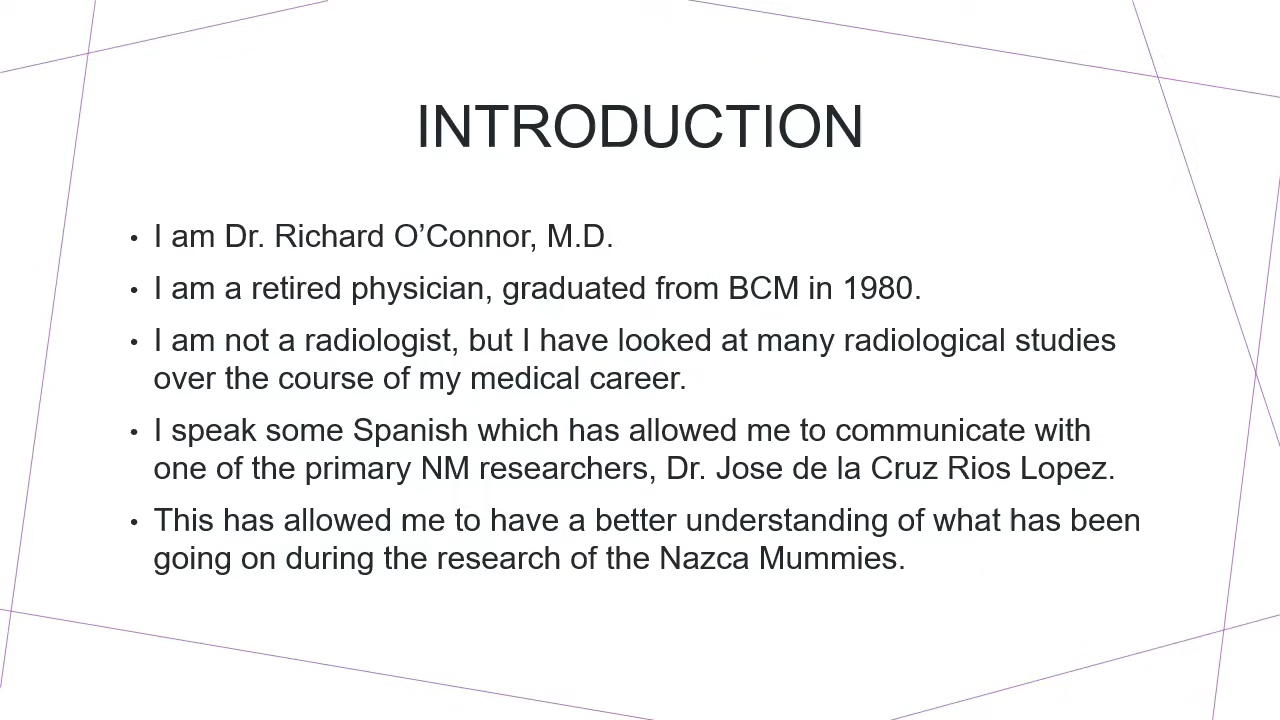 INTRODUCTION
• I am Dr. Richard O’Connor, M.D.
• I am a retired physician, graduated from BCM in 1980.
• I am not a radiologist, but I have looked at many radiological studies
over the course of my medical career.
• I speak some Spanish which has allowed me to communicate with
one of the primary NM researchers, Dr. Jose de la Cruz Rios Lopez.
• This has allowed me to have a better understanding of what has been
going on during the research of the Nazca Mummies.